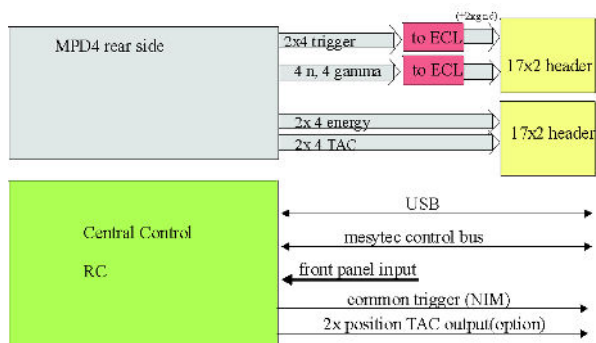 MPD4 rear side
2x4 trigger
to ECL
(+2xgnd)
17x2 header
4 n, 4 gamma
to ECL
2x 4 energy
17x2 header
2x 4 TAC
Central Control
RC
USB
mesytec control bus
front panel input
common trigger (NIM)
2x position TAC output(option)